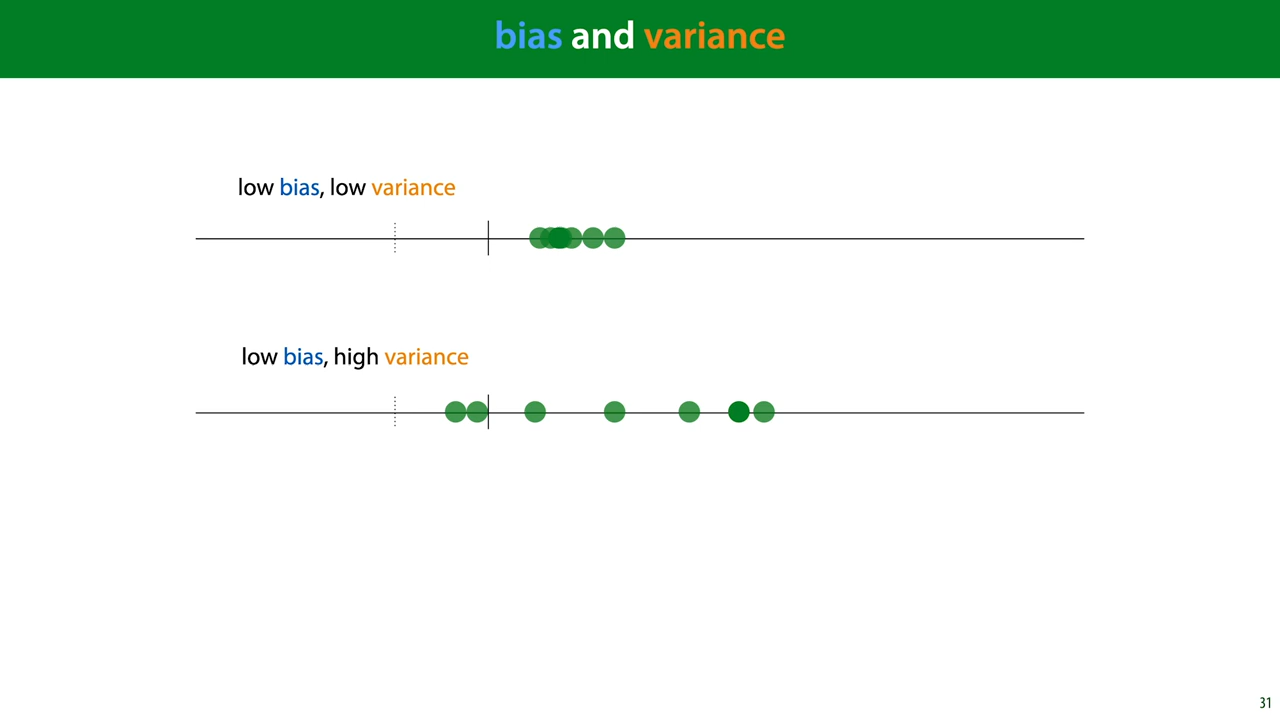 bias and variance
low bias, low variance
low bias, high variance
31